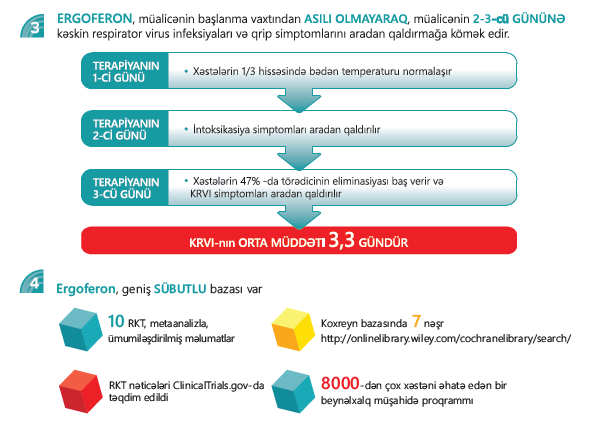 3
ERGOFERON, müalicənin başlanma vaxtından ASILI OLMAYARAQ, müalicənin 2-3-cü GÜNÜNƏ
kəskin respirator virus infeksiyaları və qrip simptomlarını aradan qaldırmağa kömək edir.
TERAPİYANIN
1-Cİ GÜNÜ
• Xəstələrin 1/3 hissəsində bədən temperaturu normalaşır
TERAPİYANIN
2-Cİ GÜNÜ
• İntoksikasiya simptomları aradan qaldırılır
TERAPİYANIN
3-CÜ GÜNÜ
• Xəstələrin 47% -da törədicinin eliminasiyası baş verir və
KRVI simptomları aradan qaldırılır
KRVI-nın ORTA MÜDDƏTİ 3,3 GÜNDÜR
4
Ergoferon, geniş SÜBUTLU bazası var
10 RKT, metaanalizlə,
ümumiləşdirilmiş məlumatlar
Koxreyn bazasında 7 nəşr
http://onlinelibrary.wiley.com/cochranelibrary/search/
RKT nəticələri ClinicalTrials.gov-da
təqdim edildi
8000-dən çox xəstəni əhatə edən bir
beynəlxalq müşahidə proqrammı